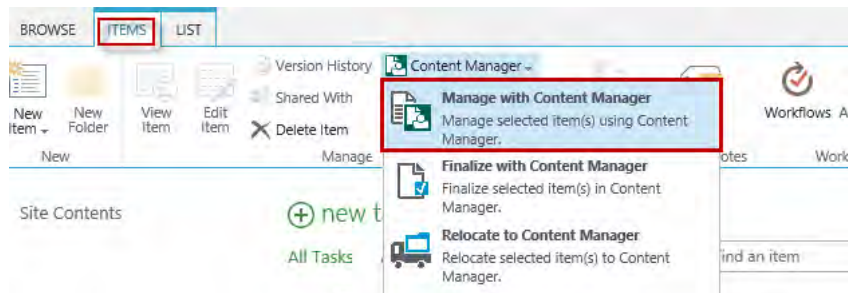 BROWSE ITEMS LIST
Version History Content Manager
Shared With
Delete Item
New Item
New Folder
View Item
Edit Item
Manage with Content Manager
Manage selected item(s) using Content
Manager.
Workflows
New
Manage
Finalize with Content Manager
Finalize selected item(s) in Content
Manager.
Site Contents
new
All Tasks
Relocate to Content Manager
Relocate selected item(s) to Content
Manager.
an item